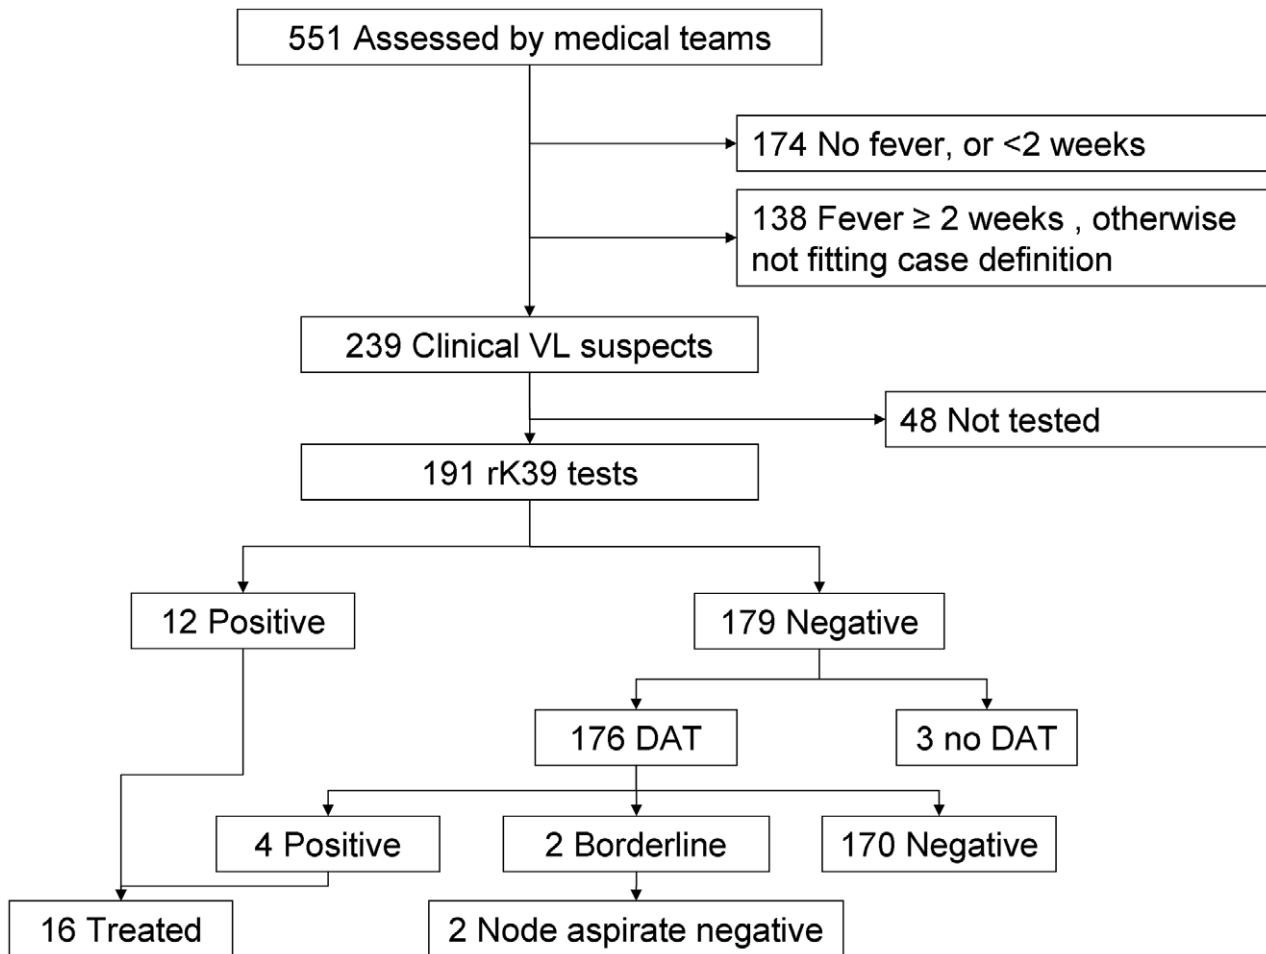 551 Assessed by medical teams
174 No fever, or <2 weeks
138 Fever ≥ 2 weeks , otherwise
not fitting case definition
239 Clinical VL suspects
48 Not tested
191 rK39 tests
12 Positive
179 Negative
176 DAT
3 no DAT
4 Positive
2 Borderline
170 Negative
16 Treated
2 Node aspirate negative